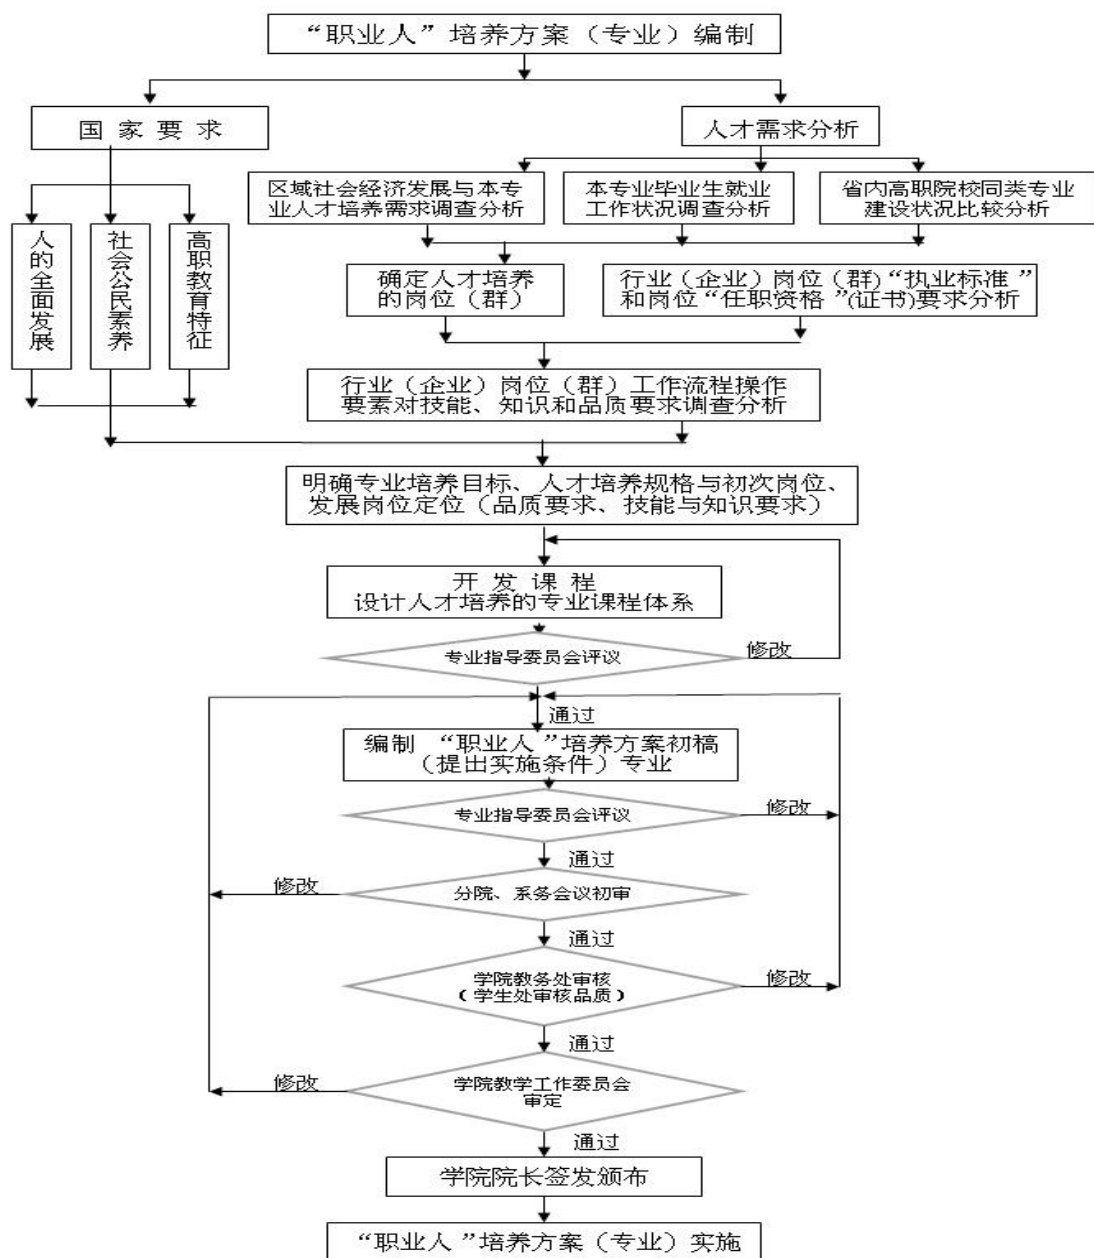 “职业人”培养方案（专业）编制
国家要求
人才需求分析
区域社会经济发展与本专
业人才培养需求调查分析
本专业毕业生就业
工作状况调查分析
省内高职院校同类专业
建设状况比较分析
人的全面发展
社会公民素养
高职教育特征
确定人才培养
的岗位（群）
行业（企业）岗位（群）“执业标准”
和岗位“任职资格”(证书)要求分析
行业（企业）岗位（群）工作流程操作
要素对技能、知识和品质要求调查分析
明确专业培养目标、人才培养规格与初次岗位、
发展岗位定位（品质要求、技能与知识要求）
开发课程
设计人才培养的专业课程体系
专业指导委员会评议
修改
通过
编制 “职业人”培养方案初稿
（提出实施条件）专业
专业指导委员会评议
修改
通过
修改
分院、系务会议初审
通过
学院教务处审核
（学生处审核品质）
修改
通过
修改
学院教学工作委员会
审定
通过
学院院长签发颁布
“职业人”培养方案（专业）实施